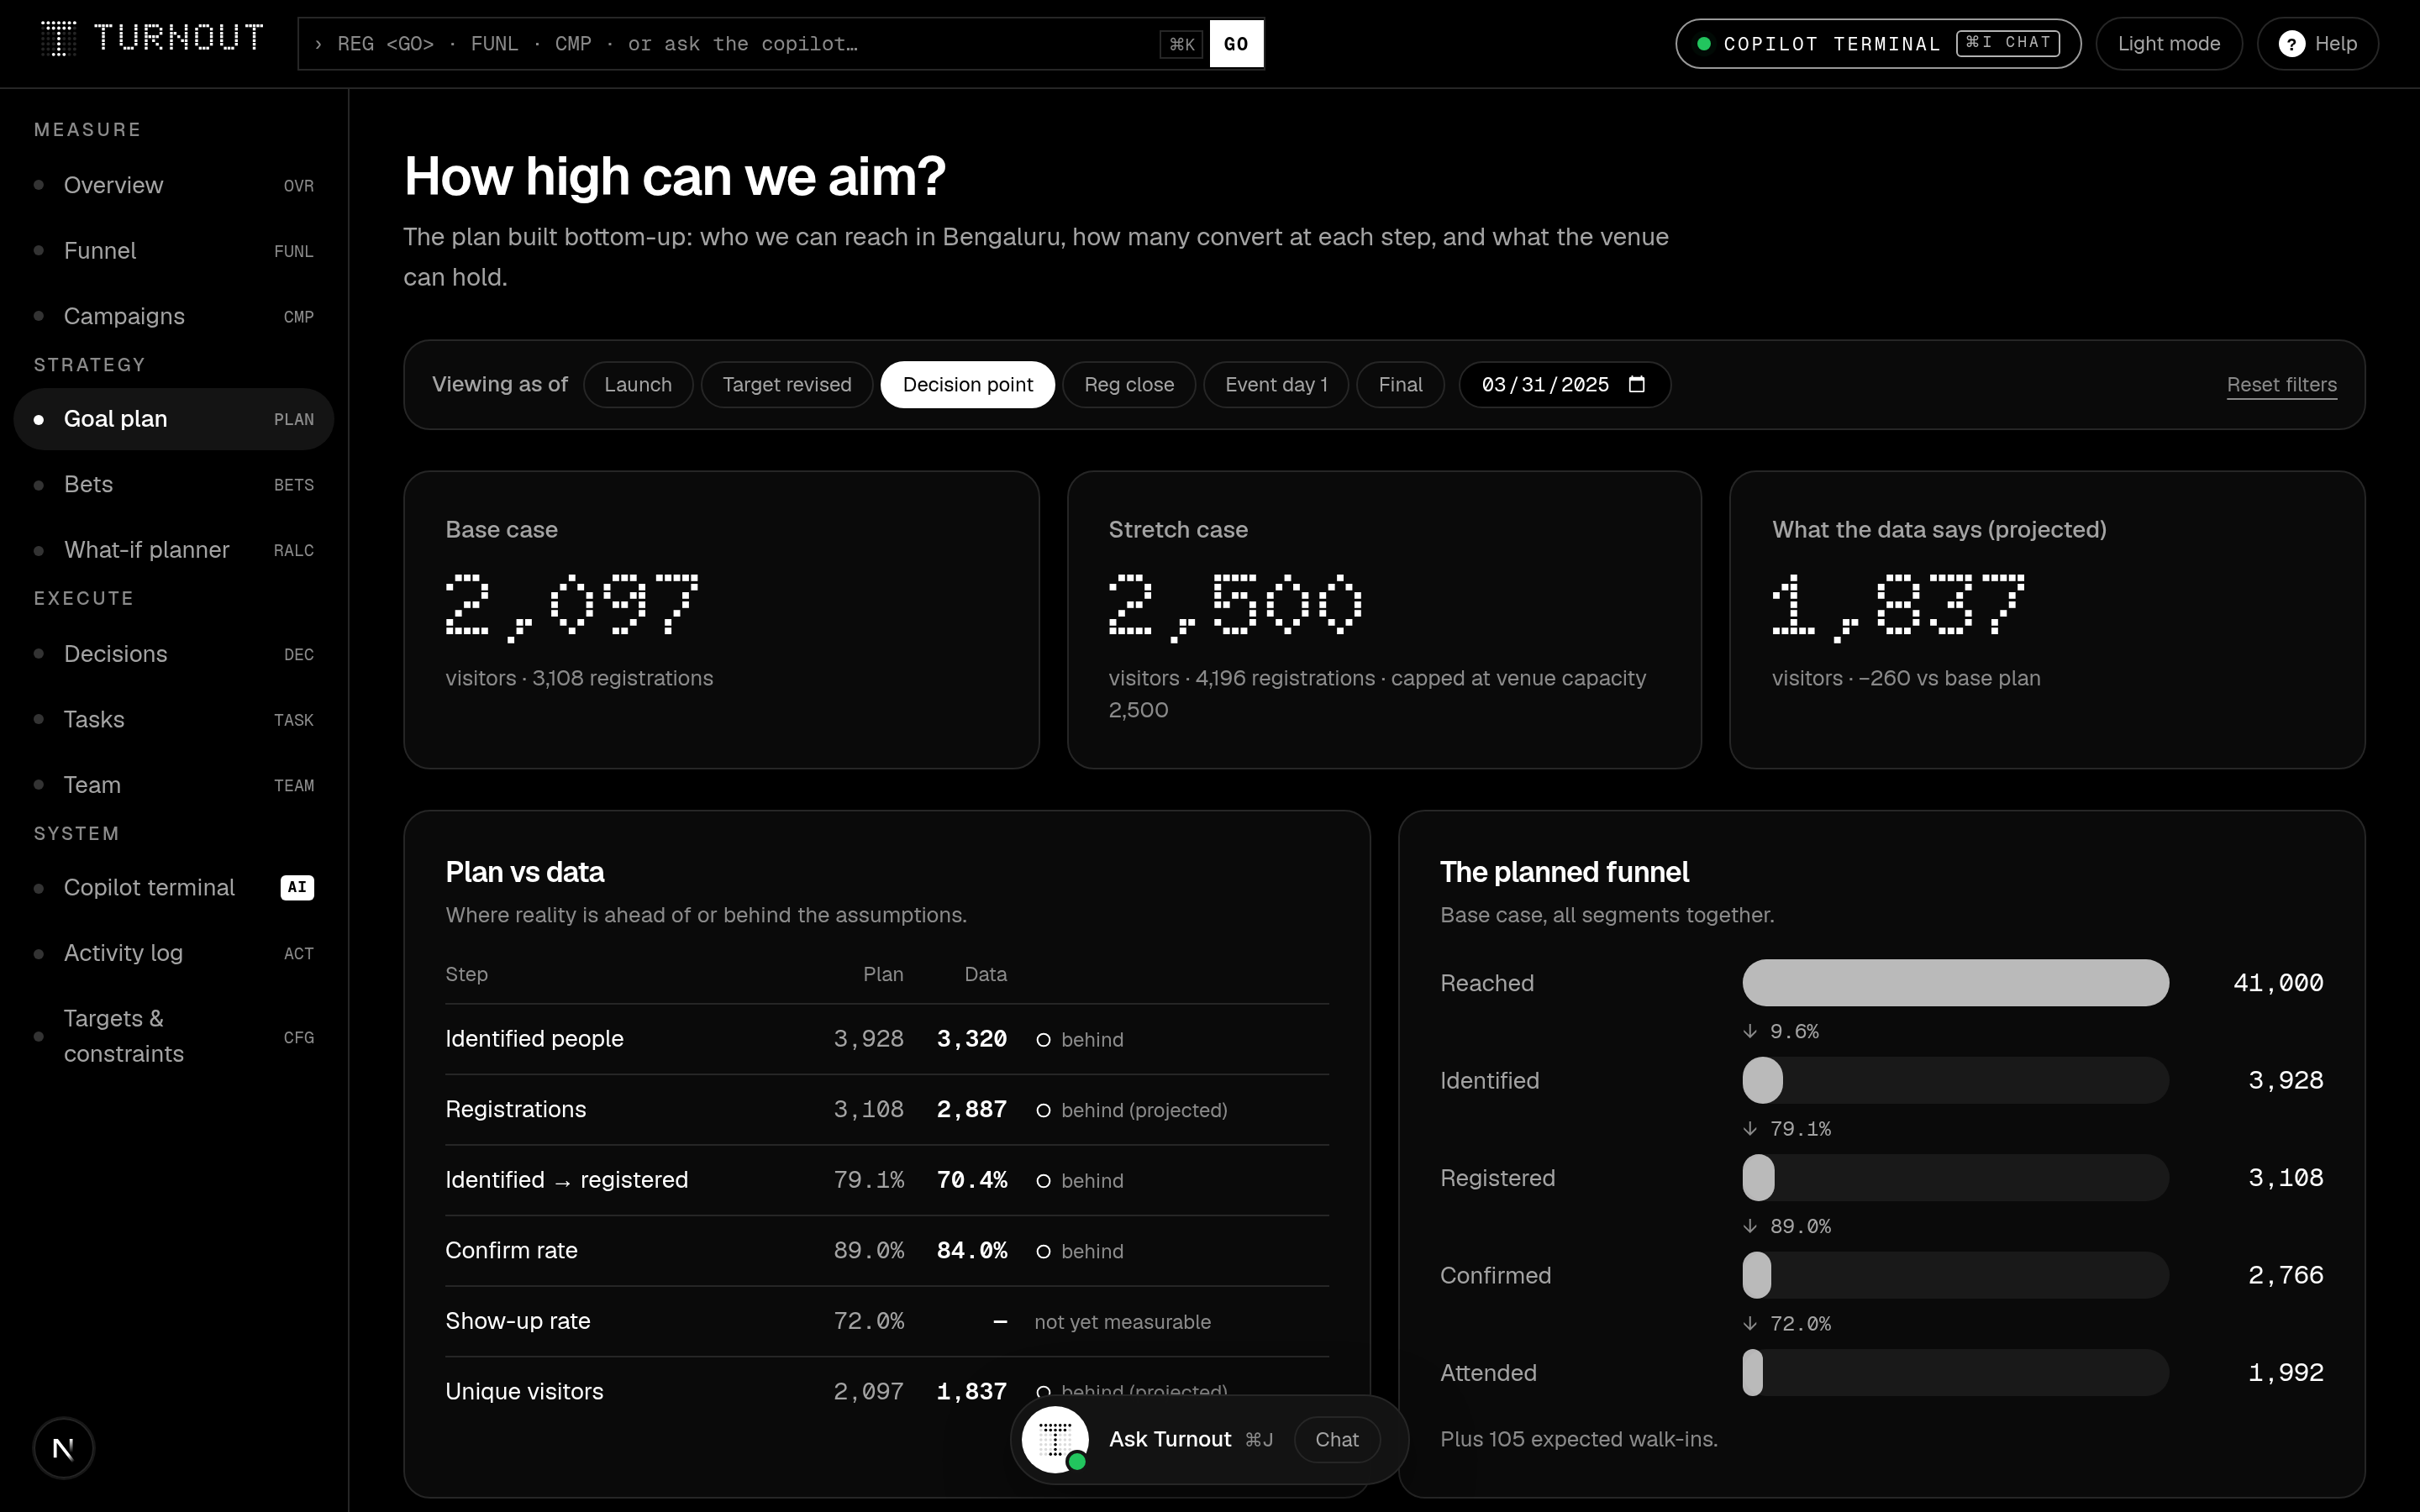 TURNOUT
› REG <GO> · FUNL · CMP · or ask the copilot… ⌘K GO
COPILOT TERMINAL ⌘I CHAT
Light mode
? Help
MEASURE
Overview OVR
Funnel FUNL
Campaigns CMP
STRATEGY
Goal plan PLAN
Bets BETS
What-if planner RALC
EXECUTE
Decisions DEC
Tasks TASK
Team TEAM
SYSTEM
Copilot terminal AI
Activity log ACT
Targets &
constraints CFG
N
How high can we aim?
The plan built bottom-up: who we can reach in Bengaluru, how many convert at each step, and what the venue
can hold.
Viewing as of Launch Target revised Decision point Reg close Event day 1 Final 03/31/2025 Reset filters
Base case
2,097
visitors · 3,108 registrations
Stretch case
2,500
visitors · 4,196 registrations · capped at venue capacity
2,500
What the data says (projected)
1,837
visitors · −260 vs base plan
Plan vs data
Where reality is ahead of or behind the assumptions.
Step Plan Data
Identified people 3,928 3,320 behind
Registrations 3,108 2,887 behind (projected)
Identified → registered 79.1% 70.4% behind
Confirm rate 89.0% 84.0% behind
Show-up rate 72.0% — not yet measurable
Unique visitors 2,097 1,837 behind (projected)
The planned funnel
Base case, all segments together.
Reached 41,000
↓ 9.6%
Identified 3,928
↓ 79.1%
Registered 3,108
↓ 89.0%
Confirmed 2,766
↓ 72.0%
Attended 1,992
Plus 105 expected walk-ins.
Ask Turnout ⌘J Chat